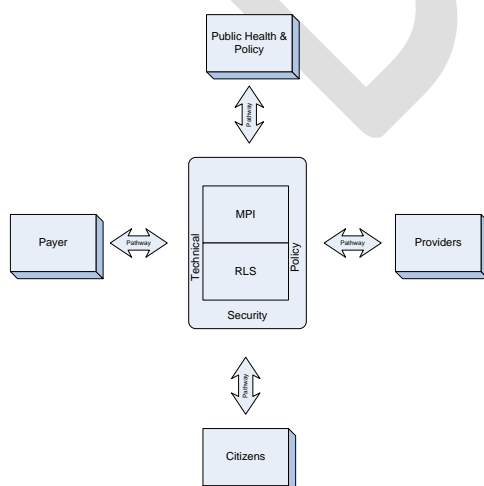 Public Health &
Policy
Pathway
Technical
MPI
Policy
RLS
Security
Payer
Pathway
Pathway
Providers
Pathway
Citizens